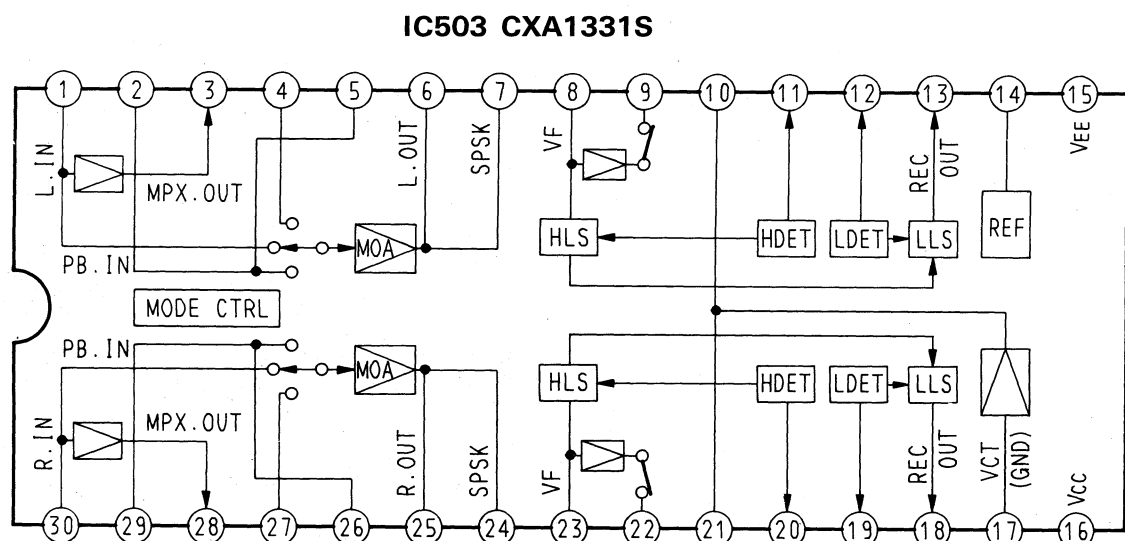 IC503 CXA1331S
1 2 3 4 5 6 7 8 9 10 11 12 13 14 15
L.IN
MPX.OUT
L.OUT
SPSK
VF
REC
OUT
VEE
PB.IN
MOA
HLS
HDET
LDET
LLS
REF
MODE CTRL
PB.IN
MOA
HLS
HDET
LDET
LLS
R.IN
MPX.OUT
R.OUT
SPSK
VF
REC
OUT
VCT
(GND)
VCC
30 29 28 27 26 25 24 23 22 21 20 19 18 17 16